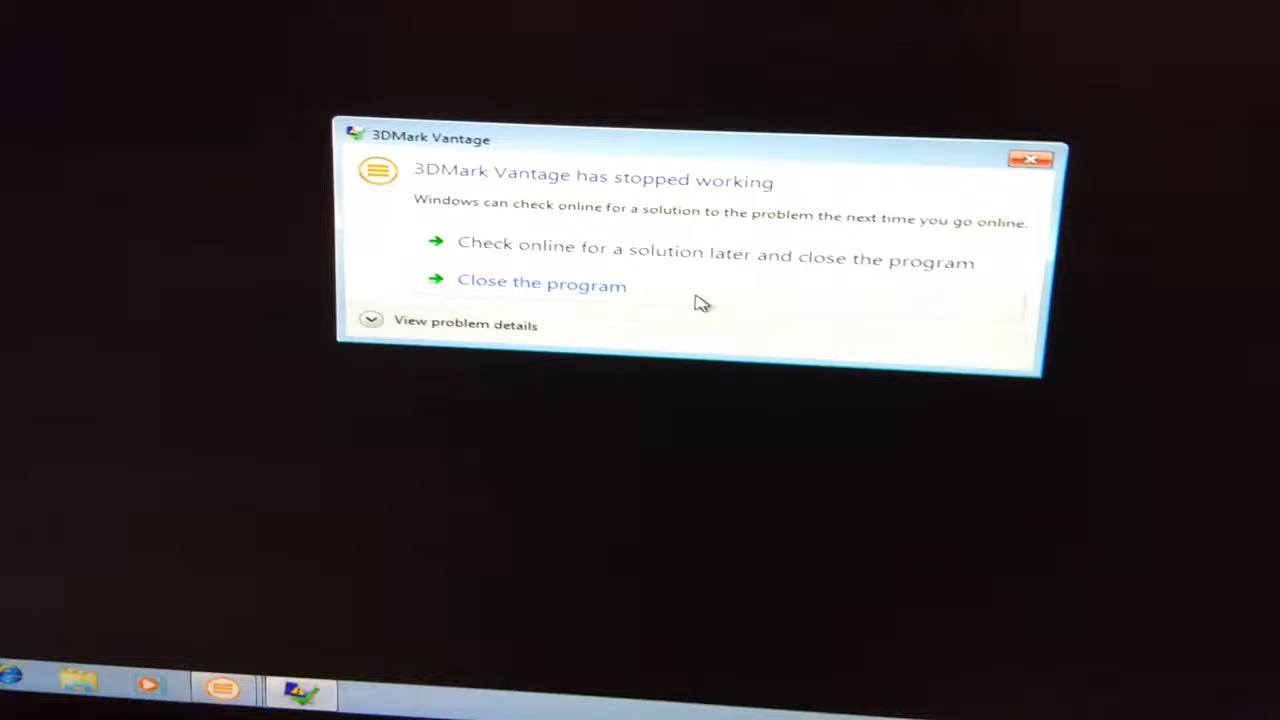 3DMark Vantage
3DMark Vantage has stopped working
Windows can check online for a solution to the problem the next time you go online.
Check online for a solution later and close the program
Close the program
View problem details